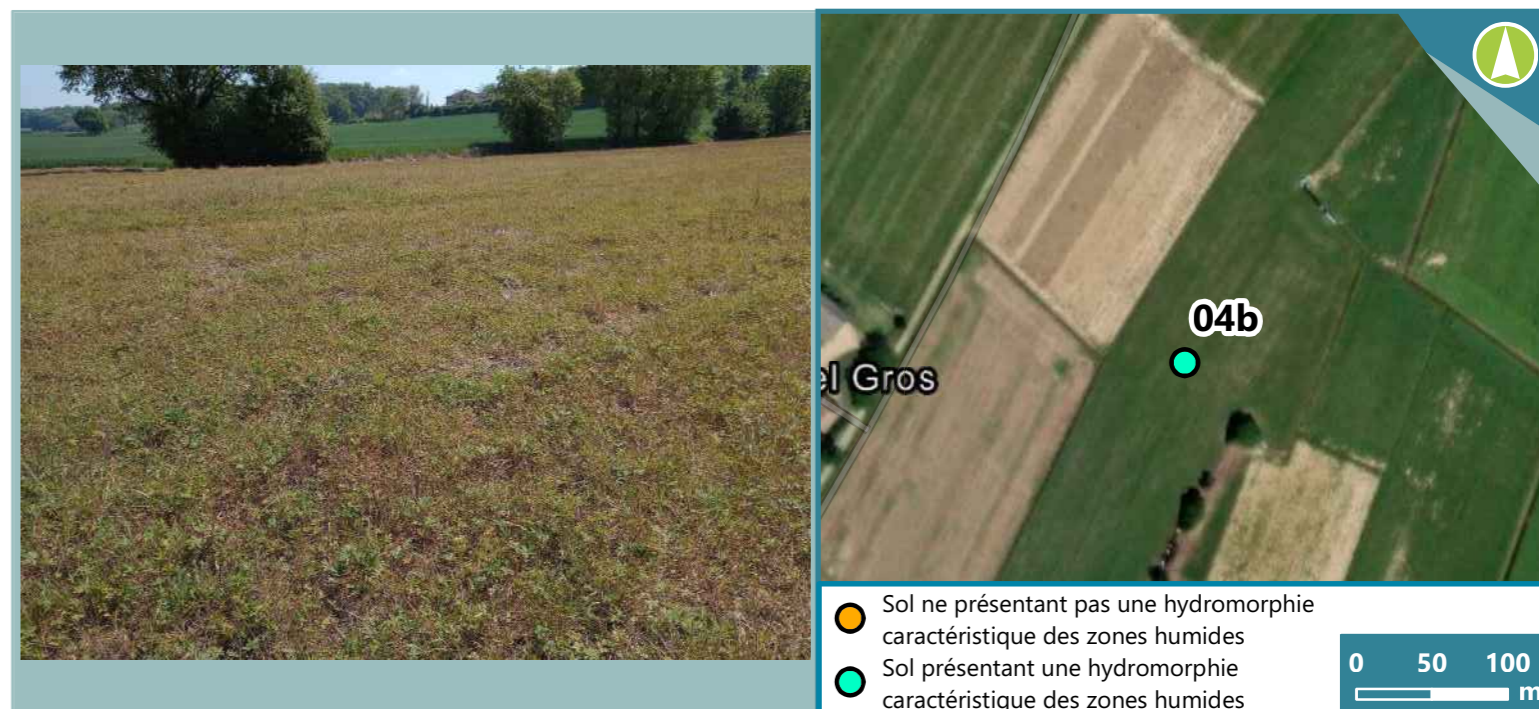 04b
el Gros
Sol ne présentant pas une hydromorphie
caractéristique des zones humides
Sol présentant une hydromorphie
caractéristique des zones humides
0 50 100
m